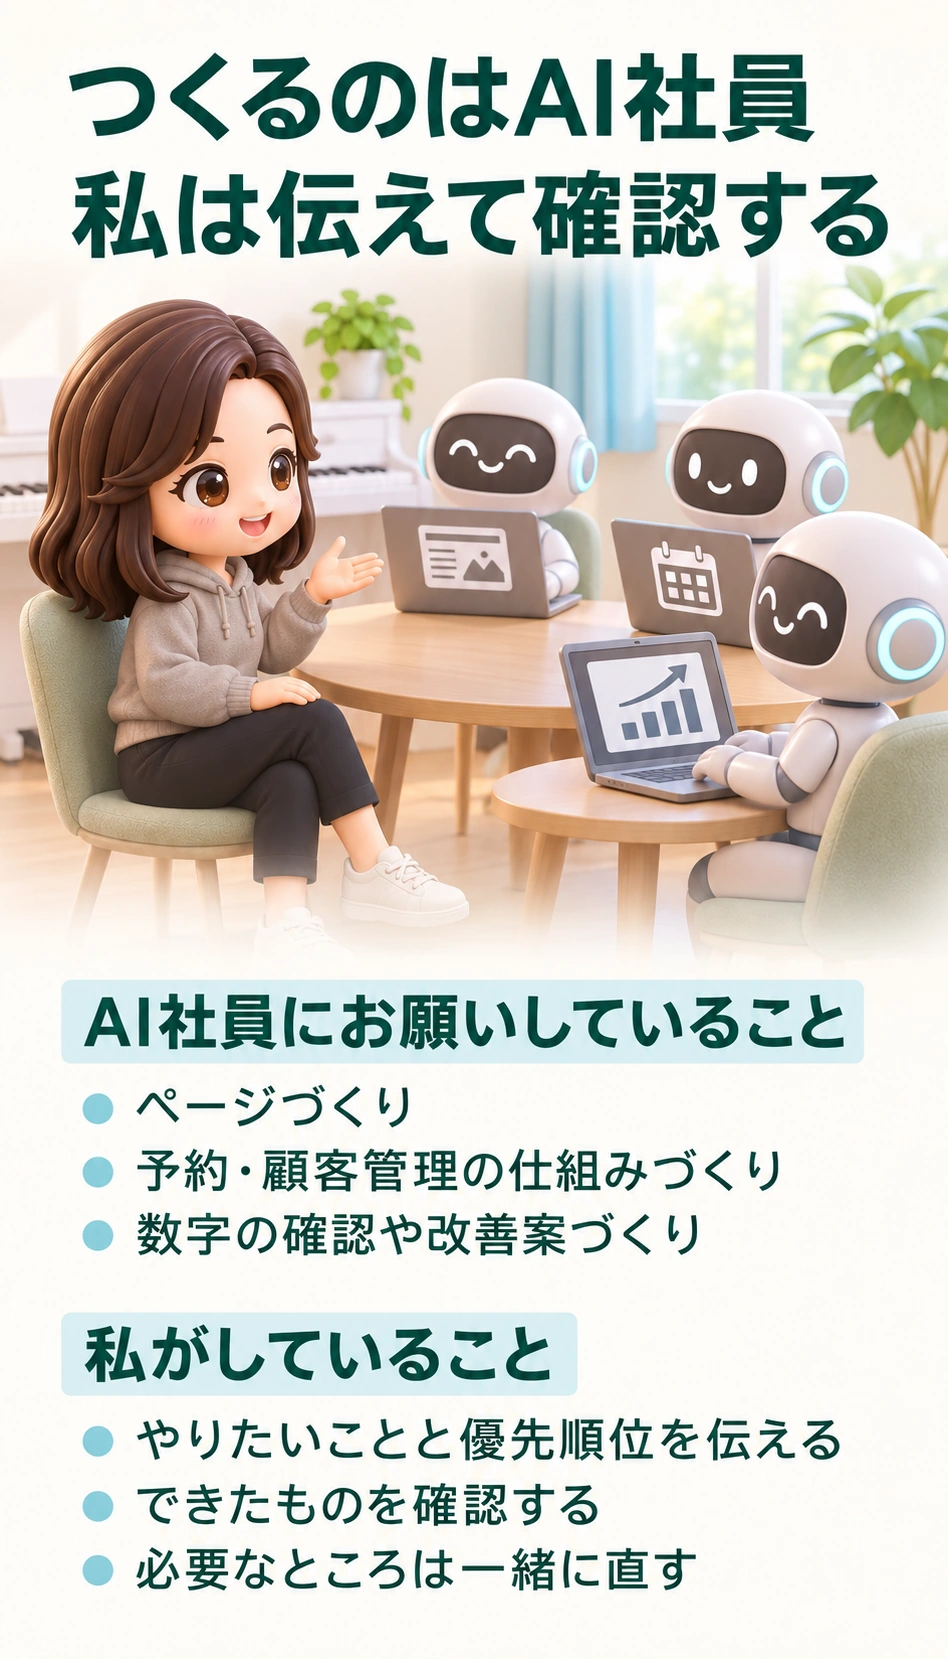 つくるのはAI社員
私は伝えて確認する
AI社員にお願いしていること
● ページづくり
● 予約・顧客管理の仕組みづくり
● 数字の確認や改善案づくり
私がしていること
● やりたいことと優先順位を伝える
● できたものを確認する
● 必要なところは一緒に直す